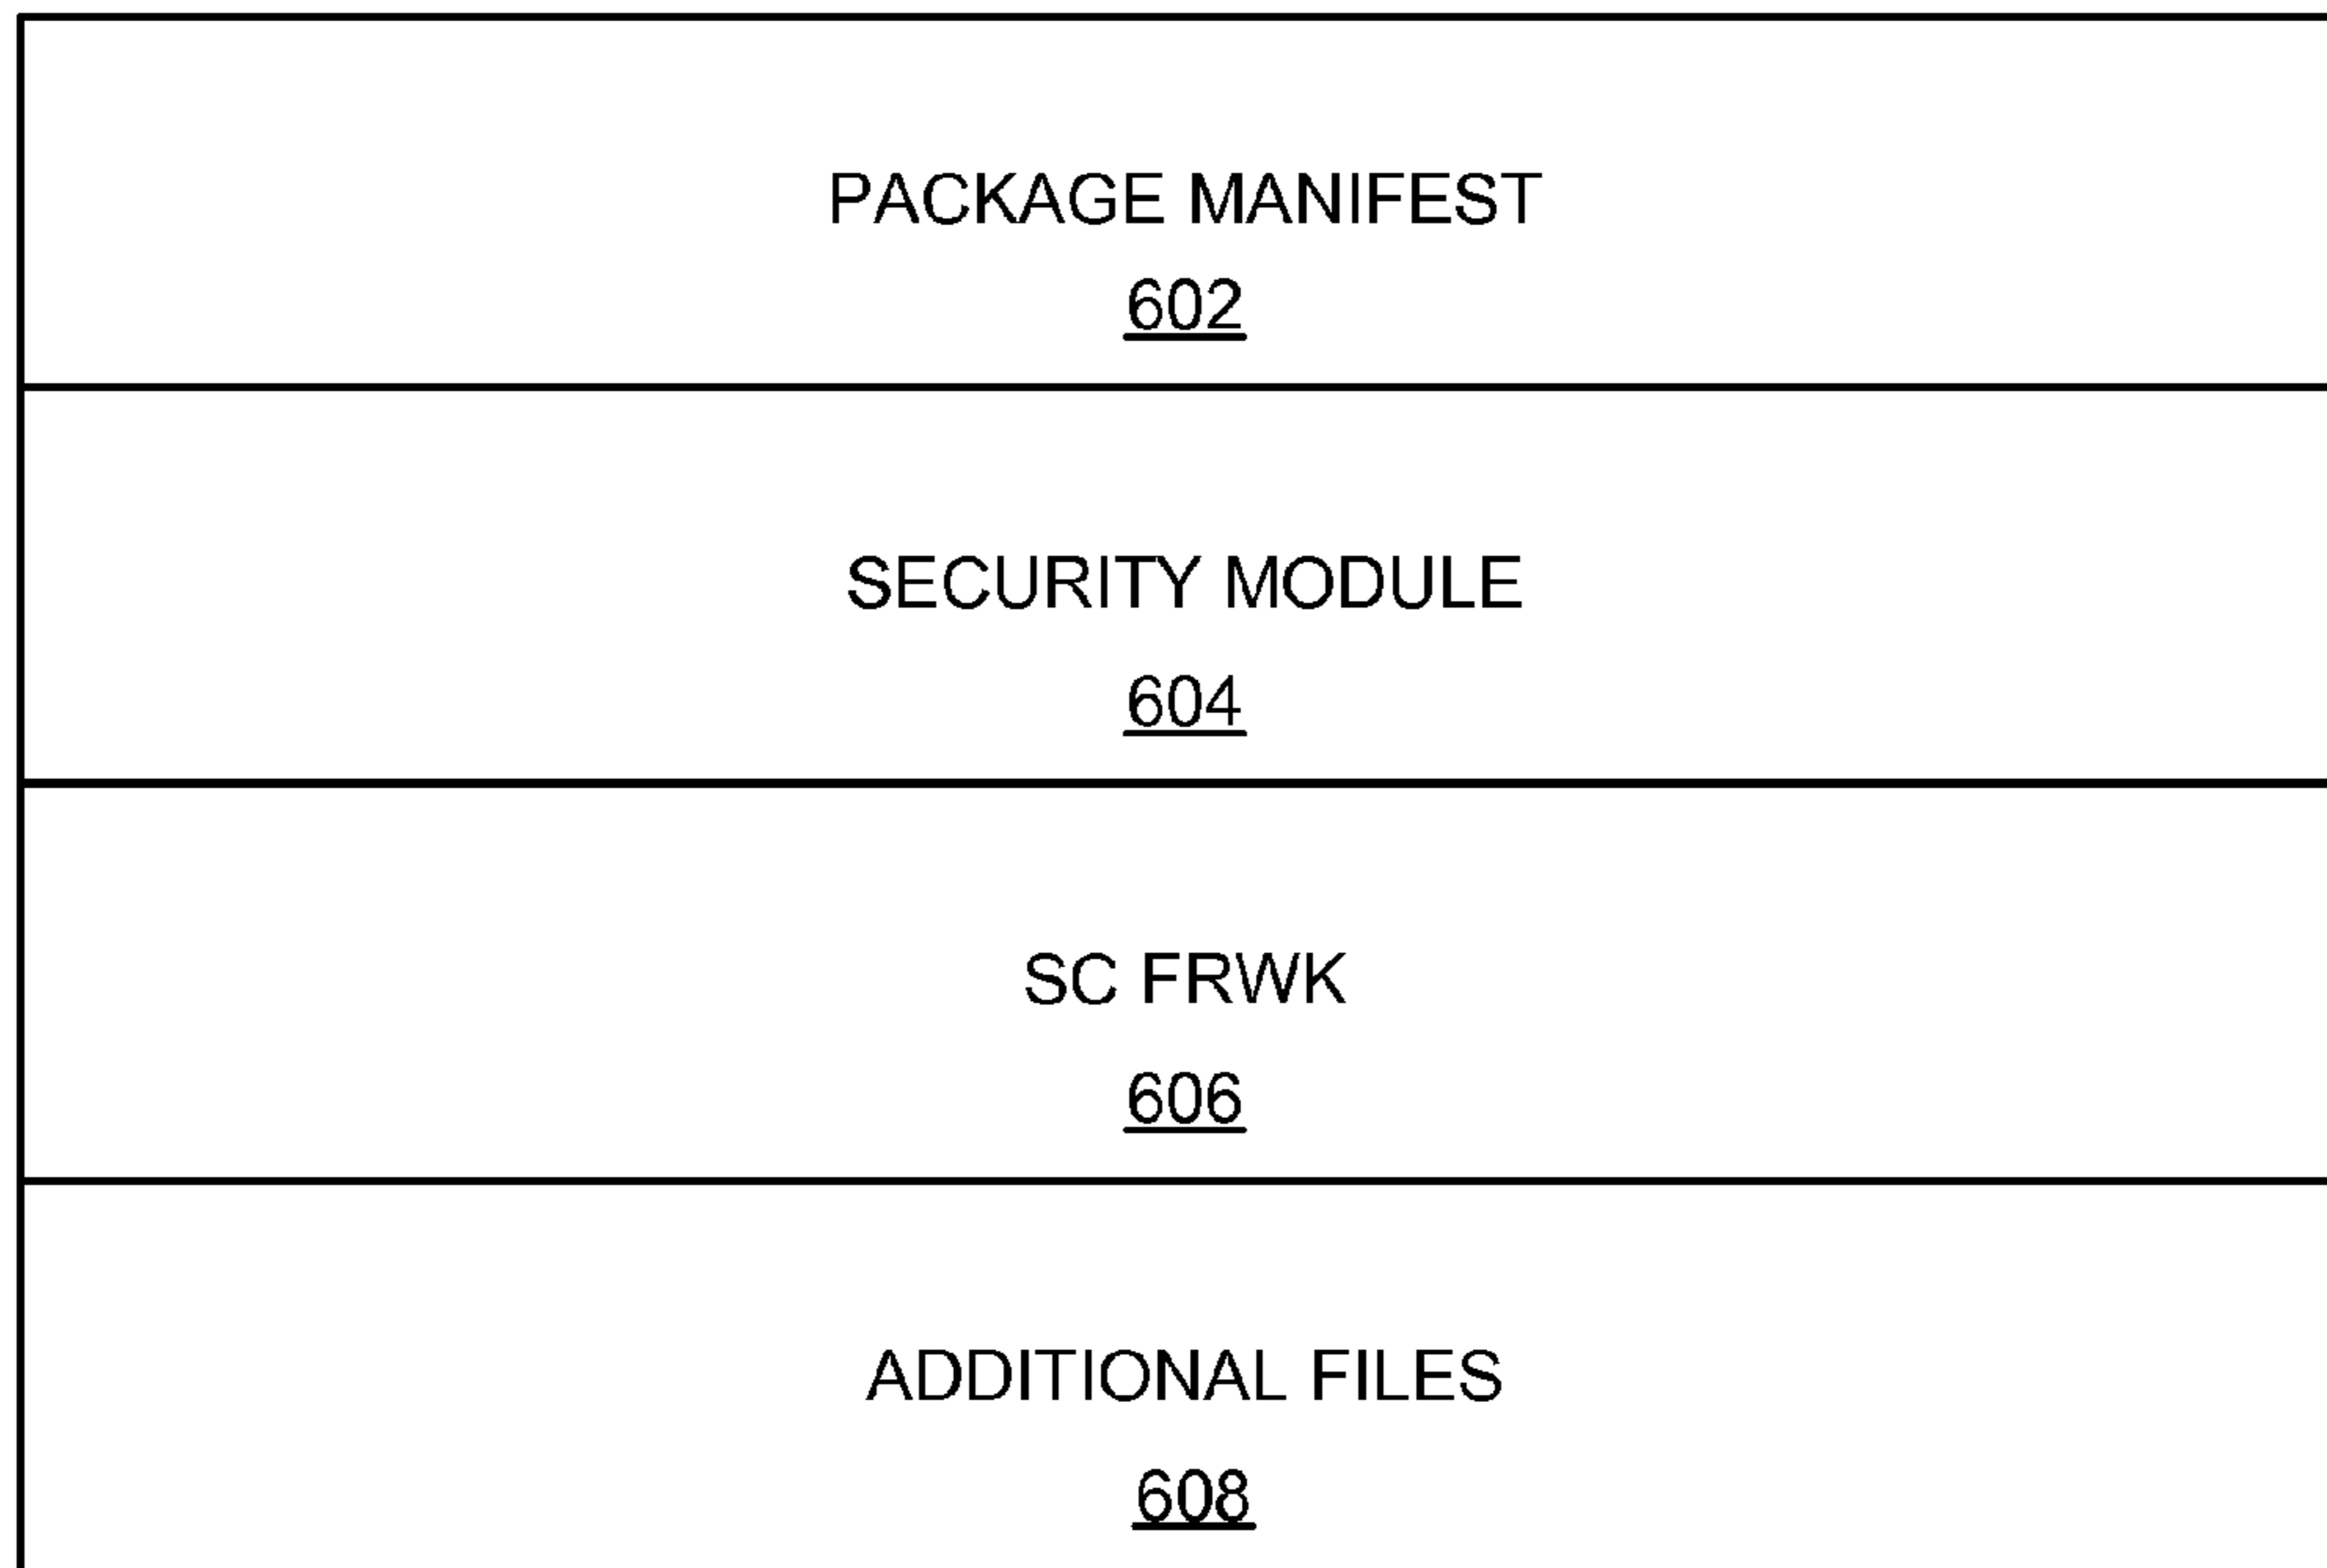 PACKAGE MANIFEST
602
SECURITY MODULE
604
SC FRWK
606
ADDITIONAL FILES
608